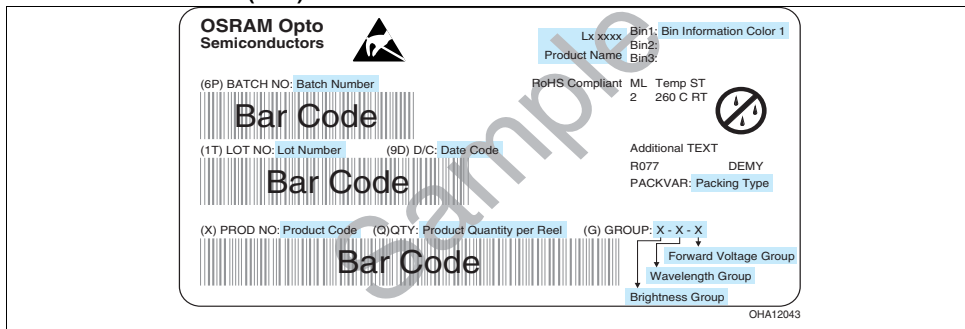 OSRAM Opto
Semiconductors
Lx xxxx
Product Name
Bin1: Bin Information Color 1
Bin2:
Bin3:
(6P) BATCH NO: Batch Number
RoHS Compliant ML Temp ST
2 260 C RT
Bar Code
(1T) LOT NO: Lot Number (9D) D/C: Date Code
Additional TEXT
R077 DEMY
PACKVAR: Packing Type
Bar Code
(X) PROD NO: Product Code (Q)QTY: Product Quantity per Reel (G) GROUP: X - X - X
Bar Code
Forward Voltage Group
Wavelength Group
Brightness Group
Sample
OHA12043